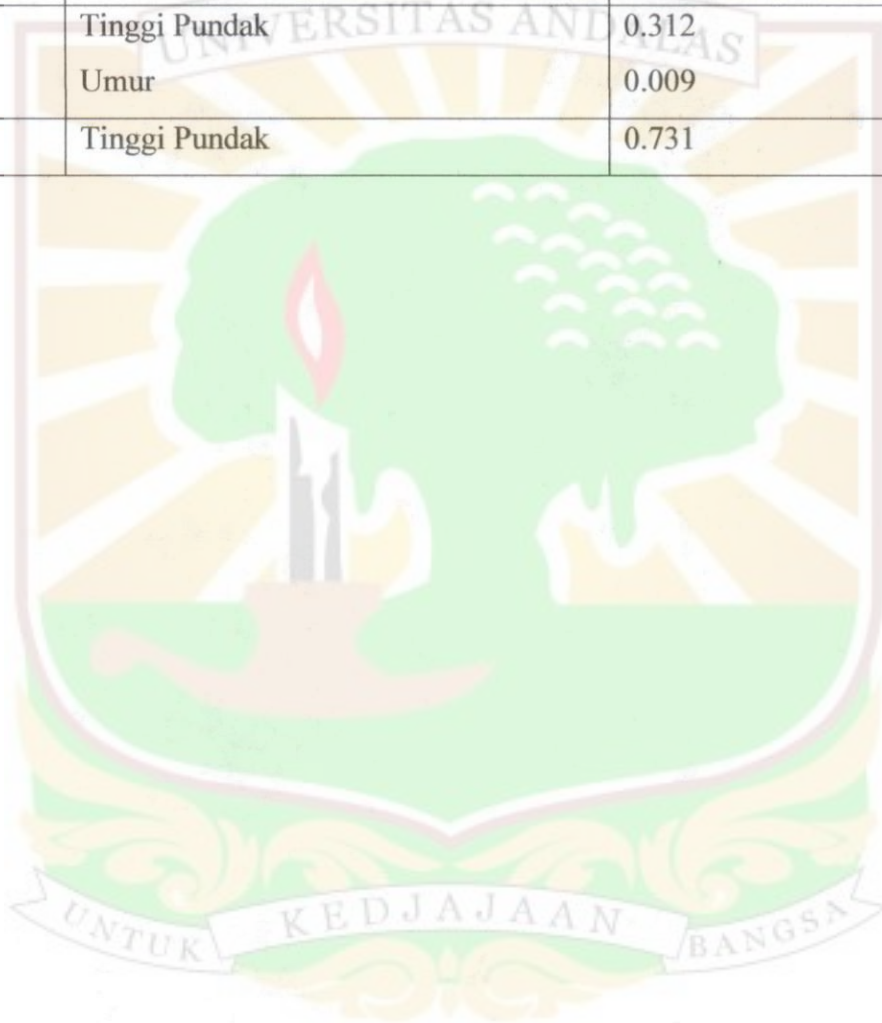 UNIVERSITAS ANDALAS
Tinggi Pundak 0.312
Umur 0.009
Tinggi Pundak 0.731
UNTUK KEDJAJAAN BANGSA